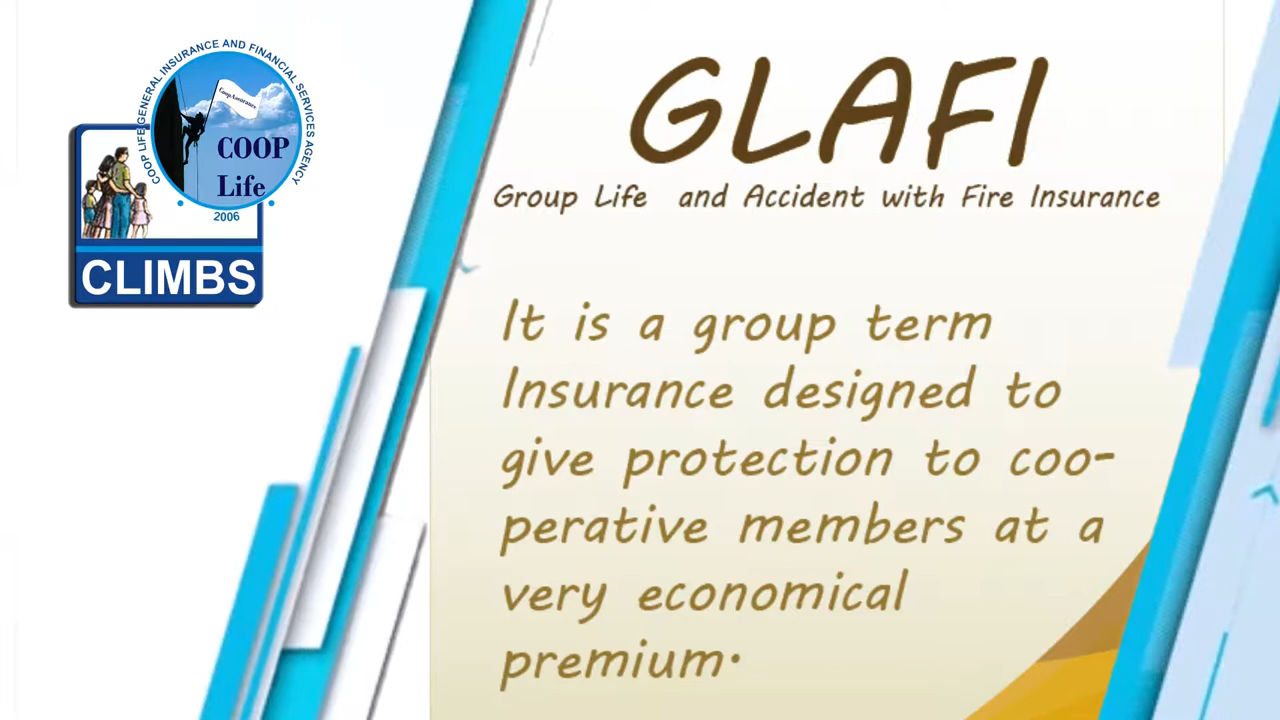 COOP LIFE GENERAL INSURANCE AND FINANCIAL SERVICES AGENCY
CoopAssurance
COOP
Life
2006
CLIMBS
GLAFI
Group Life and Accident with Fire Insurance
It is a group term
Insurance designed to
give protection to coo-
perative members at a
very economical
premium.